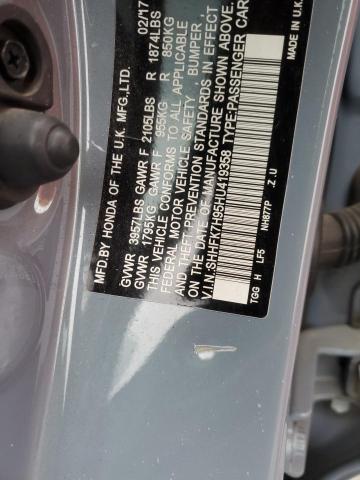 MFD.BY HONDA OF THE U.K. MFG.,LTD. 02/17
GVWR 3957LBS GAWR F 2105LBS R 1874LBS
GVWR 1795KG GAWR F 955KG R 850KG
THIS VEHICLE CONFORMS TO ALL APPLICABLE
FEDERAL MOTOR VEHICLE SAFETY, BUMPER,
AND THEFT PREVENTION STANDARDS IN EFFECT
ON THE DATE OF MANUFACTURE SHOWN ABOVE.
V.I.N.:SHHFK7H95HU419358 TYPE:PASSENGER CAR
MADE IN U.K.
NH877P Z U
TGG H LF5